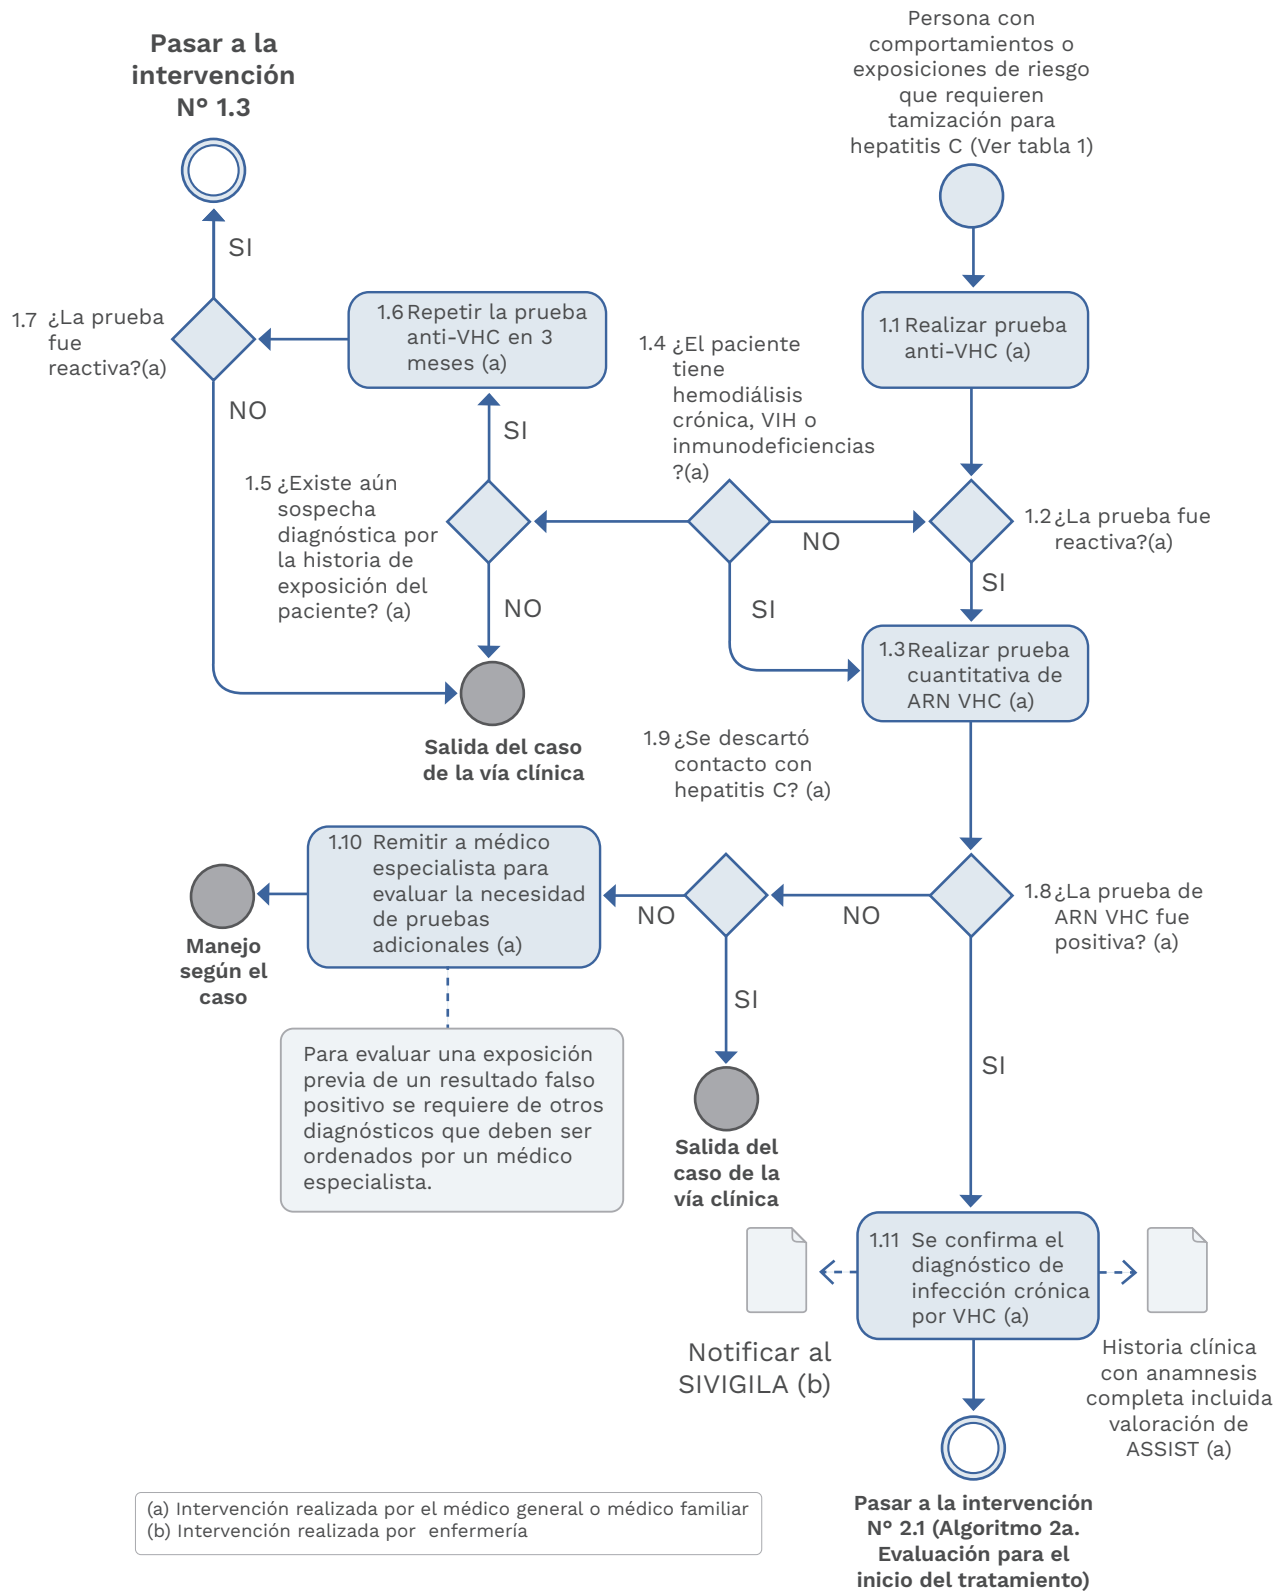 Persona con
comportamientos o
exposiciones de riesgo
que requieren
tamización para
hepatitis C (Ver tabla 1)
Pasar a la
intervención
N° 1.3
SI
1.7 ¿La prueba
fue
reactiva?(a)
NO
1.6 Repetir la prueba
anti-VHC en 3
meses (a)
SI
1.4 ¿El paciente
tiene
hemodiálisis
crónica, VIH o
inmunodeficiencias
?(a)
1.1 Realizar prueba
anti-VHC (a)
1.5 ¿Existe aún
sospecha
diagnóstica por
la historia de
exposición del
paciente? (a)
NO
NO
SI
1.2 ¿La prueba fue
reactiva?(a)
SI
1.3 Realizar prueba
cuantitativa de
ARN VHC (a)
Salida del caso
de la vía clínica
1.9 ¿Se descartó
contacto con
hepatitis C? (a)
1.10 Remitir a médico
especialista para
evaluar la necesidad
de pruebas
adicionales (a)
NO
NO
1.8 ¿La prueba de
ARN VHC fue
positiva? (a)
Manejo
según el
caso
SI
SI
Para evaluar una exposición
previa de un resultado falso
positivo se requiere de otros
diagnósticos que deben ser
ordenados por un médico
especialista.
Salida del
caso de la
vía clínica
1.11 Se confirma el
diagnóstico de
infección crónica
por VHC (a)
Notificar al
SIVIGILA (b)
Historia clínica
con anamnesis
completa incluida
valoración de
ASSIST (a)
Pasar a la intervención
N° 2.1 (Algoritmo 2a.
Evaluación para el
inicio del tratamiento)
(a) Intervención realizada por el médico general o médico familiar
(b) Intervención realizada por enfermería